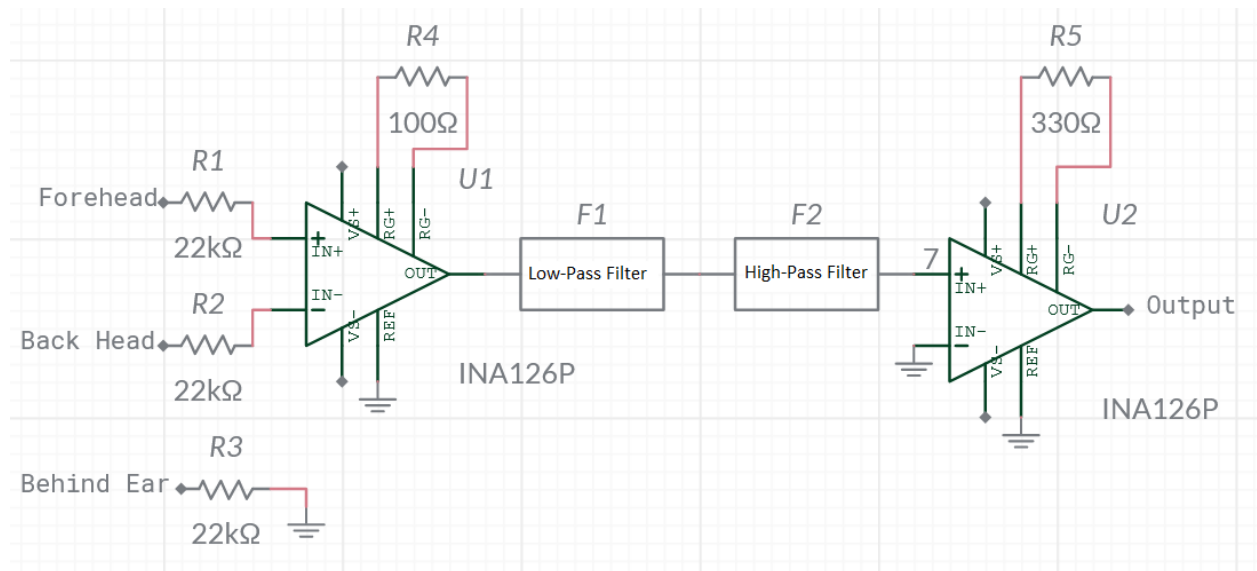 R4
100Ω
R1
Forehead
22kΩ
VS+
RG+
RG-
U1
IN+
OUT
IN-
VS-
REF
R2
Back Head
22kΩ
INA126P
R3
Behind Ear
22kΩ
F1
Low-Pass Filter
F2
High-Pass Filter
R5
330Ω
7
VS+
RG+
RG-
U2
IN+
OUT
Output
IN-
VS-
REF
INA126P